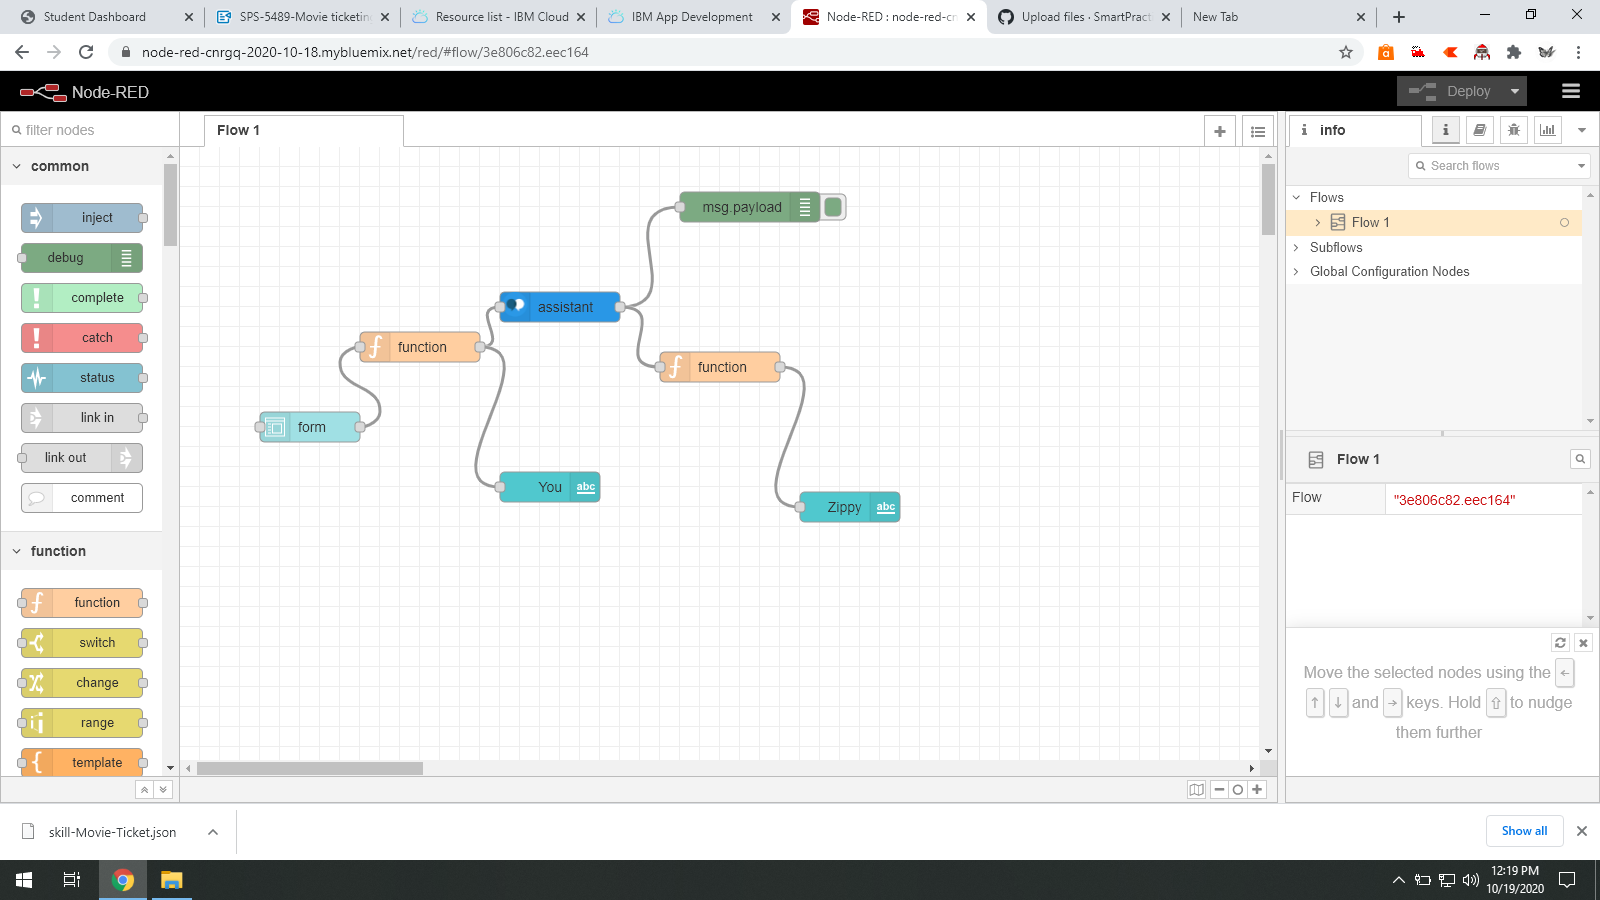 Student Dashboard
SPS-5489-Movie ticketin
Resource list - IBM Cloud
IBM App Development
Node-RED : node-red-cn
Upload files · SmartPract
New Tab
node-red-cnrgq-2020-10-18.mybluemix.net/red/#flow/3e806c82.eec164
Node-RED
Deploy
filter nodes
Flow 1
i info
i
Search flows
common
inject
debug
complete
catch
status
link in
link out
comment
function
function
switch
change
range
template
msg.payload
assistant
function
function
form
You abc
Zippy abc
Flows
Flow 1
Subflows
Global Configuration Nodes
Flow 1
Flow "3e806c82.eec164"
Move the selected nodes using the ←
↑ ↓ and → keys. Hold ⇧ to nudge
them further
skill-Movie-Ticket.json
Show all
12:19 PM
10/19/2020